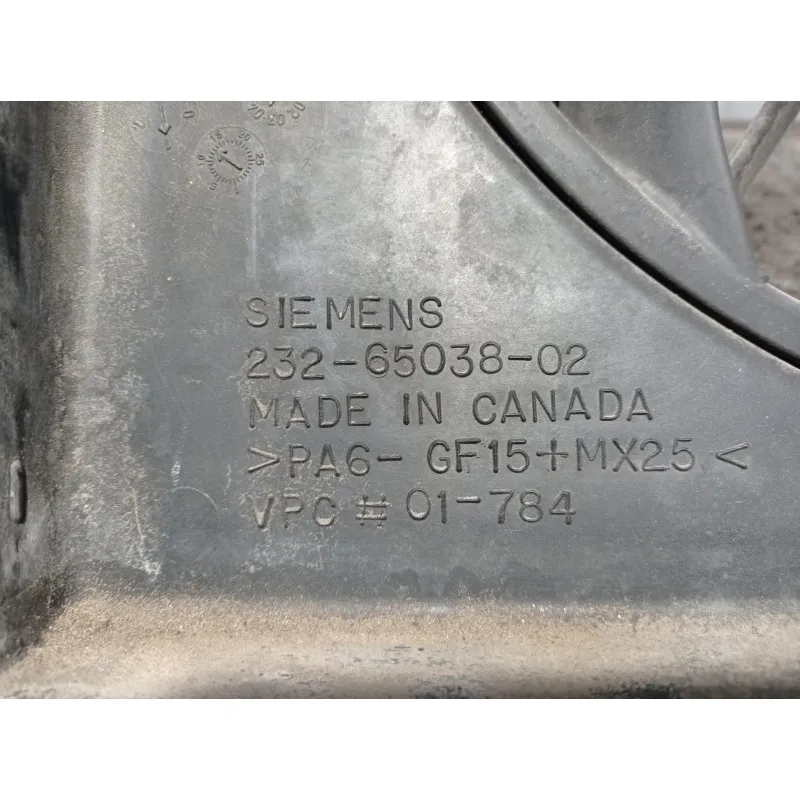 SIEMENS
232-65038-02
MADE IN CANADA
>PA6- GF15+MX25<
VPC # 01-784